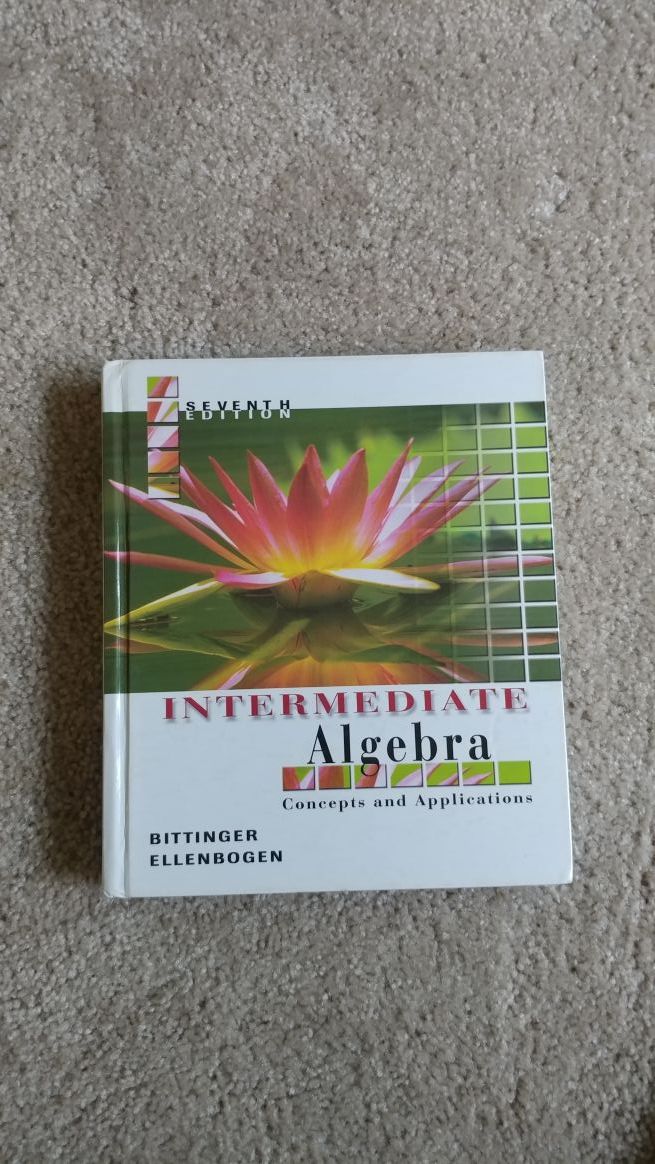 SEVENTH
EDITION
INTERMEDIATE
Algebra
Concepts and Applications
BITTINGER
ELLENBOGEN